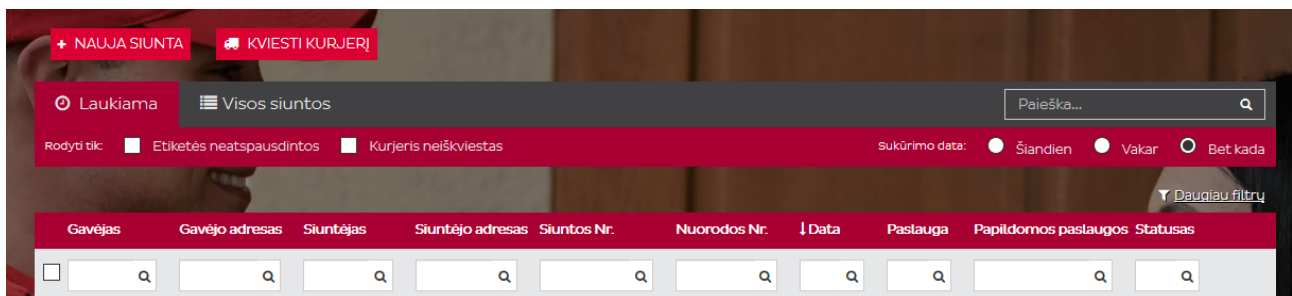 + NAUJA SIUNTA KVIESTI KURJERĮ
Laukiama Visos siuntos Paieška...
Rodyti tik: Etiketės neatspausdintos Kurjeris neiškviestas Sukūrimo data: Šiandien Vakar Bet kada
Daugiau filtrų
Gavėjas Gavėjo adresas Siuntėjas Siuntėjo adresas Siuntos Nr. Nuorodos Nr. ↓Data Paslauga Papildomos paslaugos Statusas